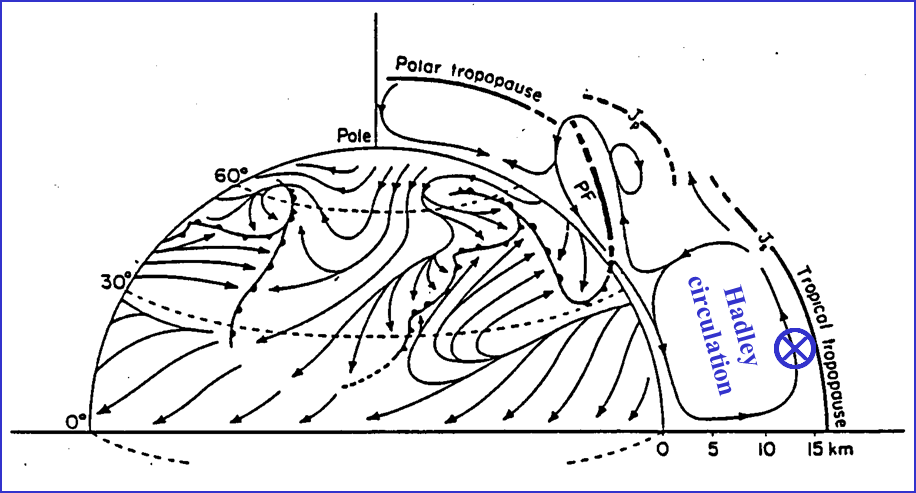 Polar tropopause
Jp
Pole
60°
PF
Js
30°
Hadley
circulation
Tropical tropopause
0°
0 5 10 15 km